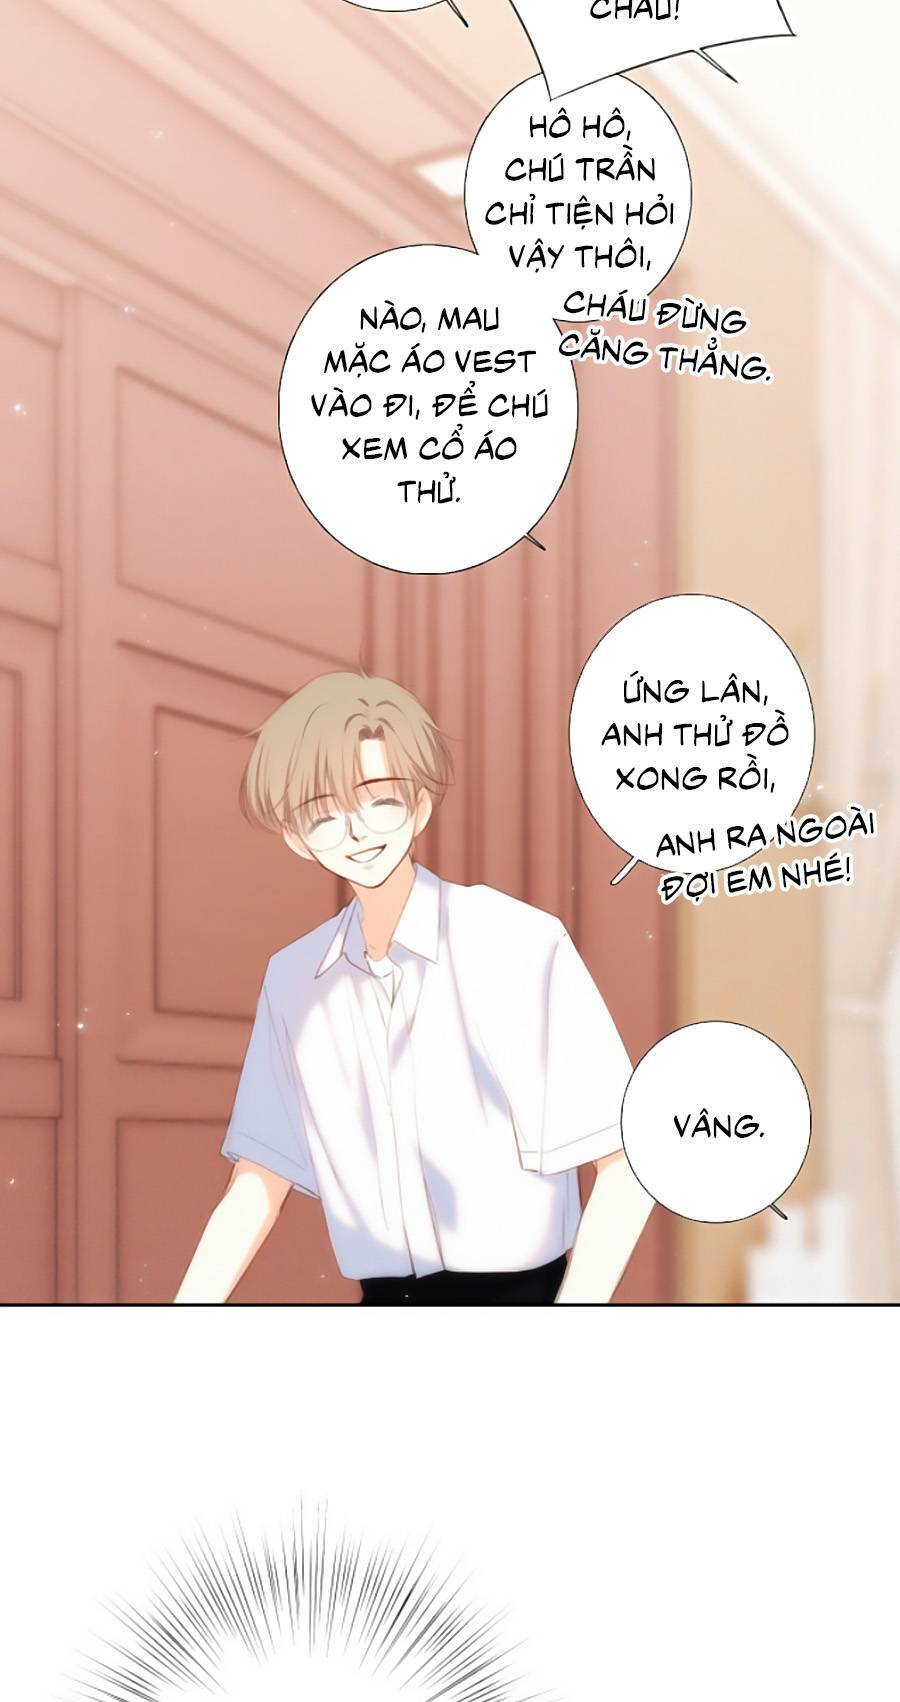 CHÁU!
HÔ HÔ,
CHÚ TRẦN
CHỈ TIỆN HỎI
VẬY THÔI,
CHÁU ĐỪNG
CĂNG THẲNG.
NÀO, MAU
MẶC ÁO VEST
VÀO ĐI, ĐỂ CHÚ
XEM CỔ ÁO
THỬ.
ỨNG LÂN,
ANH THỬ ĐỒ
XONG RỒI,
ANH RA NGOÀI
ĐỢI EM NHÉ!
VÂNG.